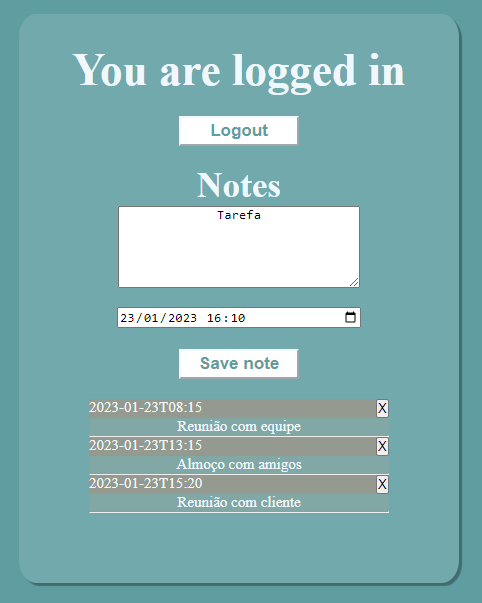 You are logged in
Logout
Notes
Tarefa
23/01/2023 16:10
Save note
2023-01-23T08:15 X
Reunião com equipe
2023-01-23T13:15 X
Almoço com amigos
2023-01-23T15:20 X
Reunião com cliente